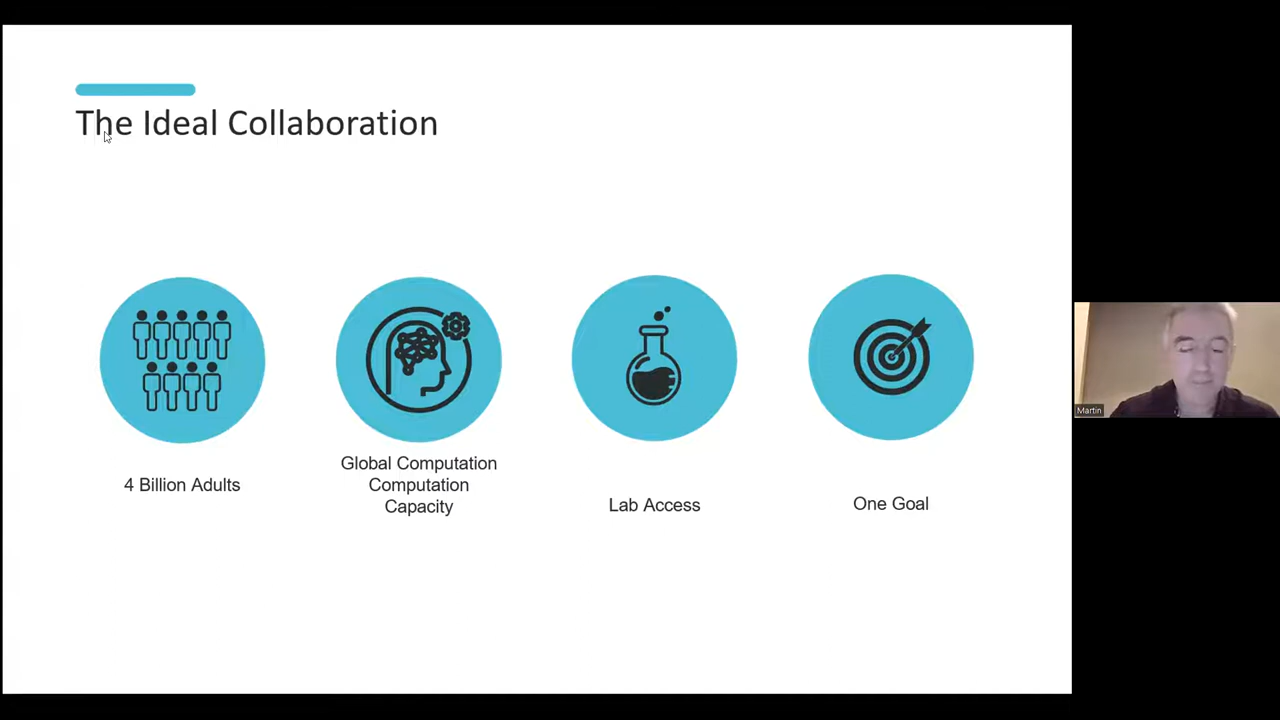 The Ideal Collaboration
4 Billion Adults
Global Computation
Computation
Capacity
Lab Access
One Goal
Martin